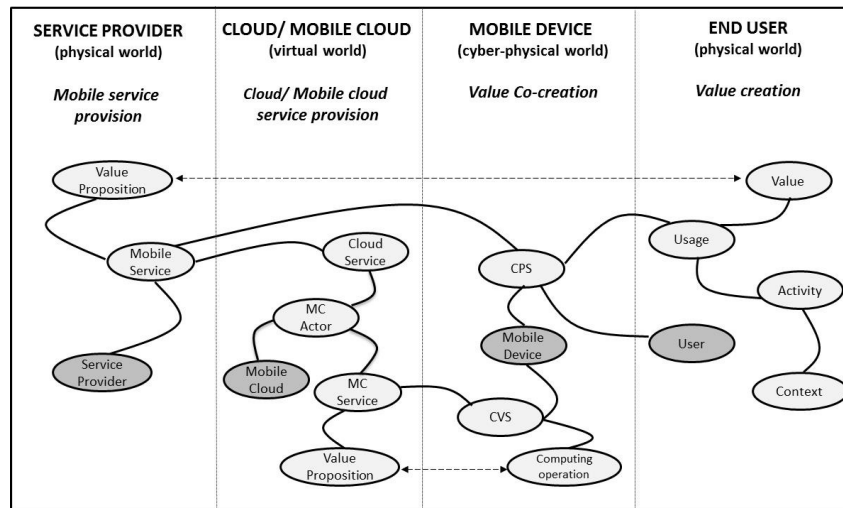 SERVICE PROVIDER
(physical world)
Mobile service
provision
CLOUD/ MOBILE CLOUD
(virtual world)
Cloud/ Mobile cloud
service provision
MOBILE DEVICE
(cyber-physical world)
Value Co-creation
END USER
(physical world)
Value creation
Value
Proposition
Value
Mobile
Service
Cloud
Service
CPS
Usage
MC
Actor
Activity
Service
Provider
Mobile
Cloud
Mobile
Device
User
MC
Service
CVS
Context
Value
Proposition
Computing
operation